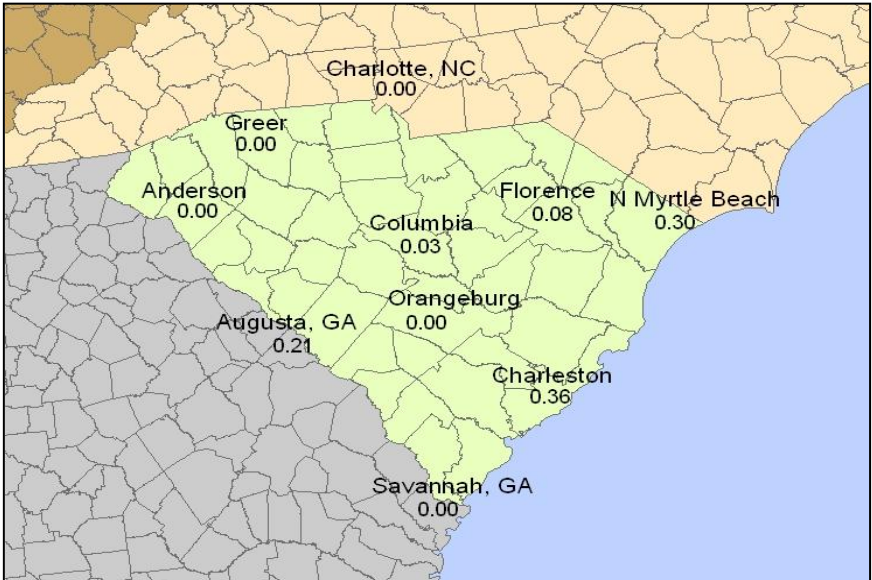 Charlotte, NC
0.00
Greer
0.00
Anderson
0.00
Florence
0.08
N Myrtle Beach
0.30
Columbia
0.03
Orangeburg
0.00
Augusta, GA
0.21
Charleston
0.36
Savannah, GA
0.00